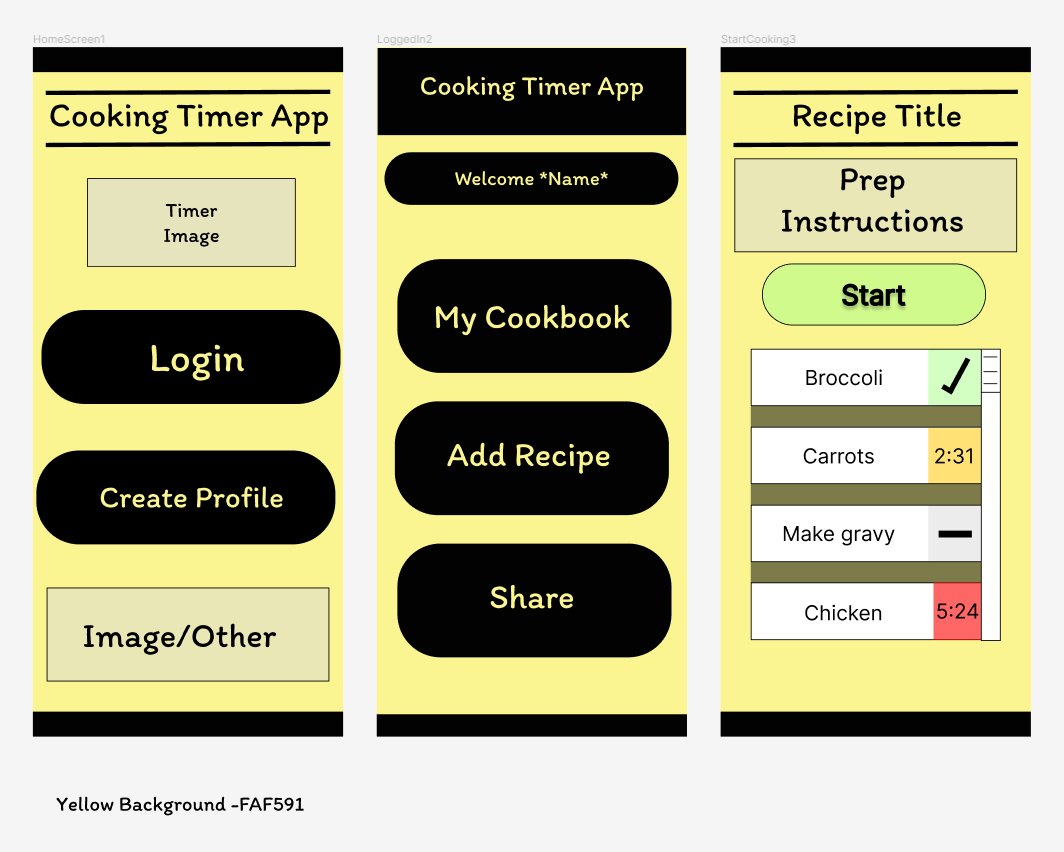 HomeScreen1
Cooking Timer App
Timer
Image
Login
Create Profile
Image/Other
LoggedIn2
Cooking Timer App
Welcome *Name*
My Cookbook
Add Recipe
Share
StartCooking3
Recipe Title
Prep
Instructions
Start
Broccoli
Carrots 2:31
Make gravy
Chicken 5:24
Yellow Background -FAF591